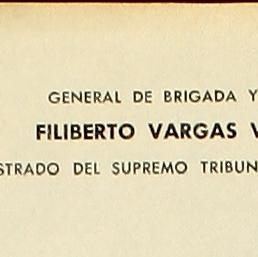 GENERAL DE BRIGADA Y
FILIBERTO VARGAS V
STRADO DEL SUPREMO TRIBUN